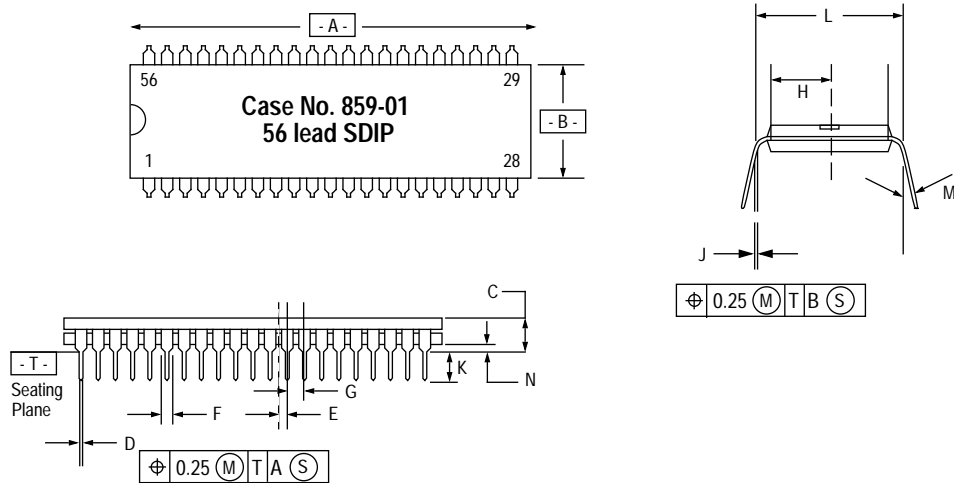 - A -
L
56
29
H
Case No. 859-01
- B -
56 lead SDIP
1
28
M
J
C
⌖ 0.25 Ⓜ T B Ⓢ
- T -
K
N
Seating
Plane
G
F
E
D
⌖ 0.25 Ⓜ T A Ⓢ